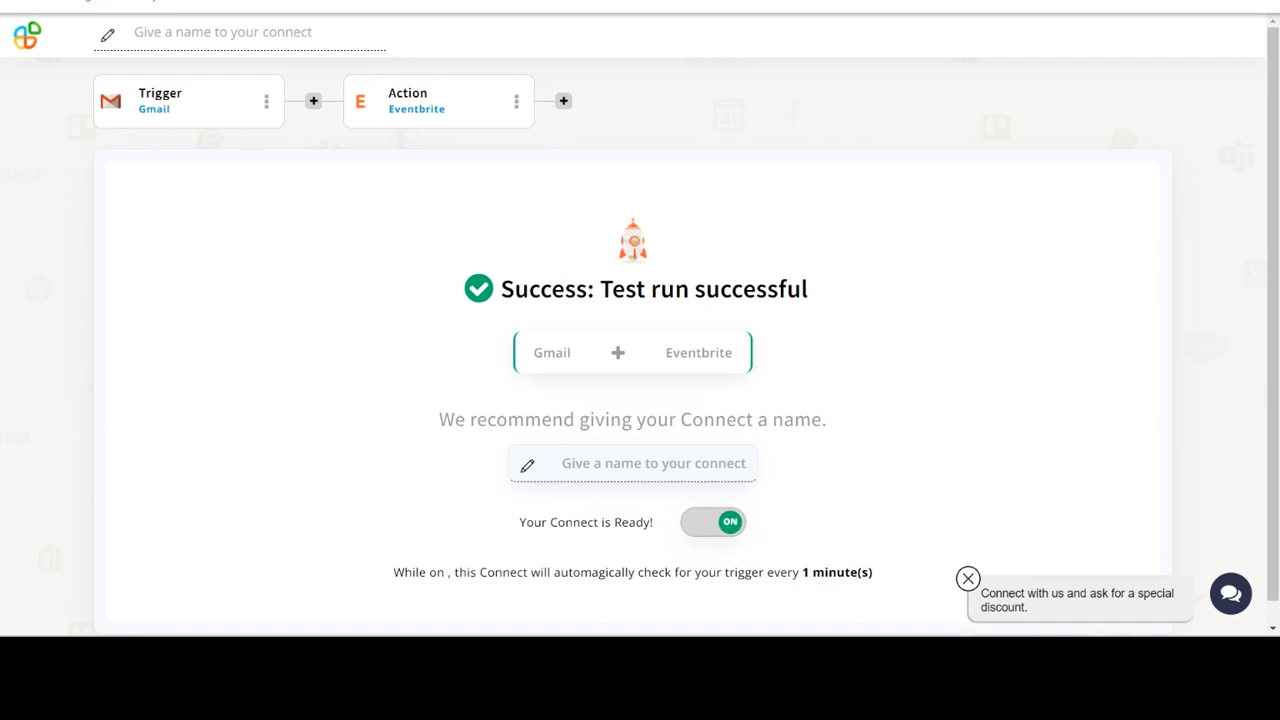 Give a name to your connect
Trigger
Gmail
Action
Eventbrite
Success: Test run successful
Gmail
Eventbrite
We recommend giving your Connect a name.
Give a name to your connect
Your Connect is Ready!
ON
While on , this Connect will automagically check for your trigger every 1 minute(s)
Connect with us and ask for a special
discount.